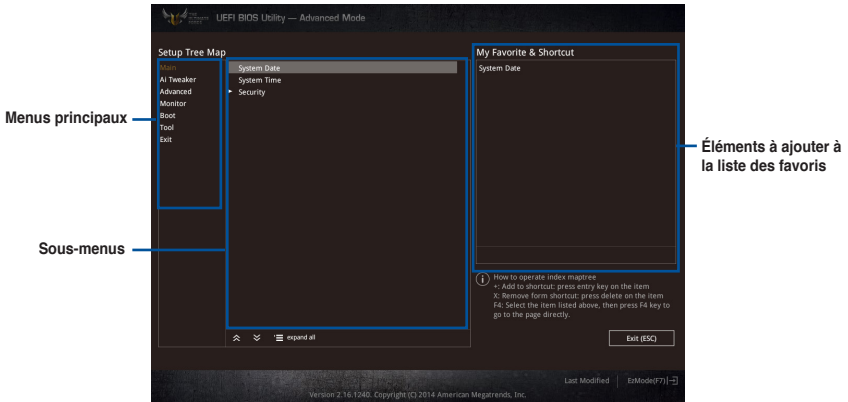 THE ULTIMATE FORCE
UEFI BIOS Utility — Advanced Mode
Setup Tree Map
My Favorite & Shortcut
Main
Ai Tweaker
Advanced
Monitor
Boot
Tool
Exit
System Date
System Time
Security
System Date
Menus principaux
Éléments à ajouter à
la liste des favoris
Sous-menus
How to operate index maptree
+: Add to shortcut: press entry key on the item
X: Remove form shortcut: press delete on the item
F4: Select the item listed above, then press F4 key to
go to the page directly.
expand all
Exit (ESC)
Last Modified
EzMode(F7)
Version 2.16.1240. Copyright (C) 2014 American Megatrends, Inc.